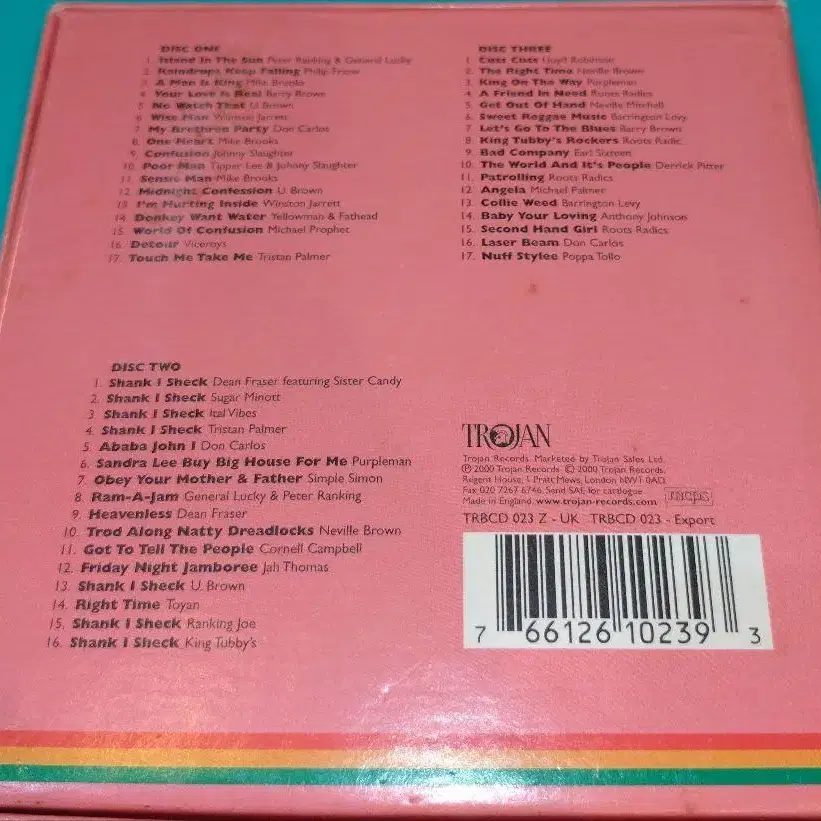 DISC ONE
1. Island In The Sun Peter Ranking & General Lucky
2. Raindrops Keep Falling Philip Fraser
3. A Man Is King Mike Brooks
4. Your Love Is Real Barry Brown
5. No Watch That U. Brown
6. Wise Man Winston Jarrett
7. My Brethren Party Don Carlos
8. One Heart Mike Brooks
9. Confusion Johnny Slaughter
10. Poor Man Tipper Lee & Johnny Slaughter
11. Sensie Man Mike Brooks
12. Midnight Confession U. Brown
13. I'm Hurting Inside Winston Jarrett
14. Donkey Want Water Yellowman & Fathead
15. World Of Confusion Michael Prophet
16. Detour Viceroys
17. Touch Me Take Me Tristan Palmer
DISC TWO
1. Shank I Sheck Dean Fraser featuring Sister Candy
2. Shank I Sheck Sugar Minott
3. Shank I Sheck Ital Vibes
4. Shank I Sheck Tristan Palmer
5. Ababa John I Don Carlos
6. Sandra Lee Buy Big House For Me Purpleman
7. Obey Your Mother & Father Simple Simon
8. Ram-A-Jam General Lucky & Peter Ranking
9. Heavenless Dean Fraser
10. Trod Along Natty Dreadlocks Neville Brown
11. Got To Tell The People Cornell Campbell
12. Friday Night Jamboree Jah Thomas
13. Shank I Sheck U. Brown
14. Right Time Toyan
15. Shank I Sheck Ranking Joe
16. Shank I Sheck King Tubby's
DISC THREE
1. Cuss Cuss Lloyd Robinson
2. The Right Time Neville Brown
3. King On The Way Purpleman
4. A Friend In Need Roots Radics
5. Get Out Of Hand Neville Mitchell
6. Sweet Reggae Music Barrington Levy
7. Let's Go To The Blues Barry Brown
8. King Tubby's Rockers Roots Radic
9. Bad Company Earl Sixteen
10. The World And It's People Derrick Pitter
11. Patrolling Roots Radics
12. Angela Michael Palmer
13. Collie Weed Barrington Levy
14. Baby Your Loving Anthony Johnson
15. Second Hand Girl Roots Radics
16. Laser Beam Don Carlos
17. Nuff Stylee Poppa Tollo
TROJAN
Trojan Records. Marketed by Trojan Sales Ltd.
℗ 2000 Trojan Records © 2000 Trojan Records.
Regent House, 1 Pratt Mews, London NW1 0AD.
Fax 020 7267 6746. Send SAE for catalogue
Made in England. www.trojan-records.com mcps
TRBCD 023 Z - UK TRBCD 023 - Export
7 66126 10239 3